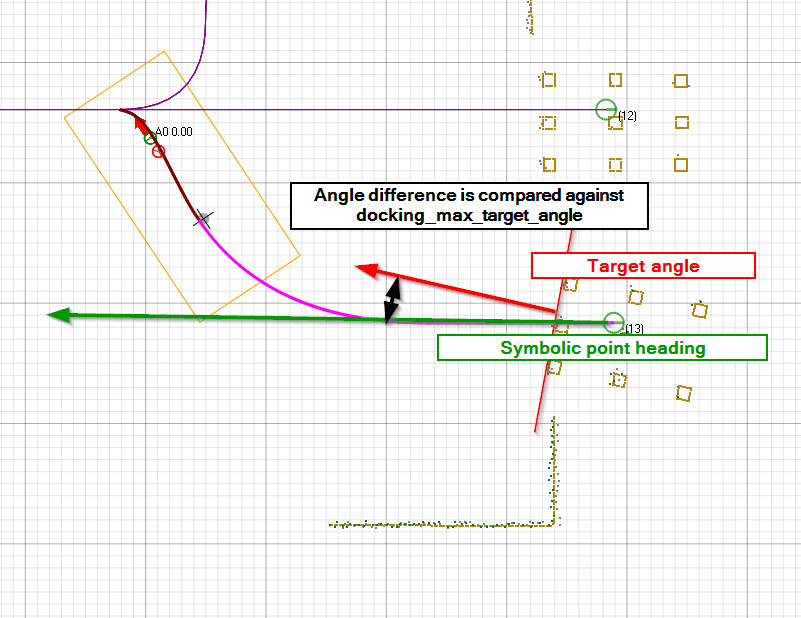 (12)
A0 0.00
Angle difference is compared against
docking_max_target_angle
Target angle
(13)
Symbolic point heading